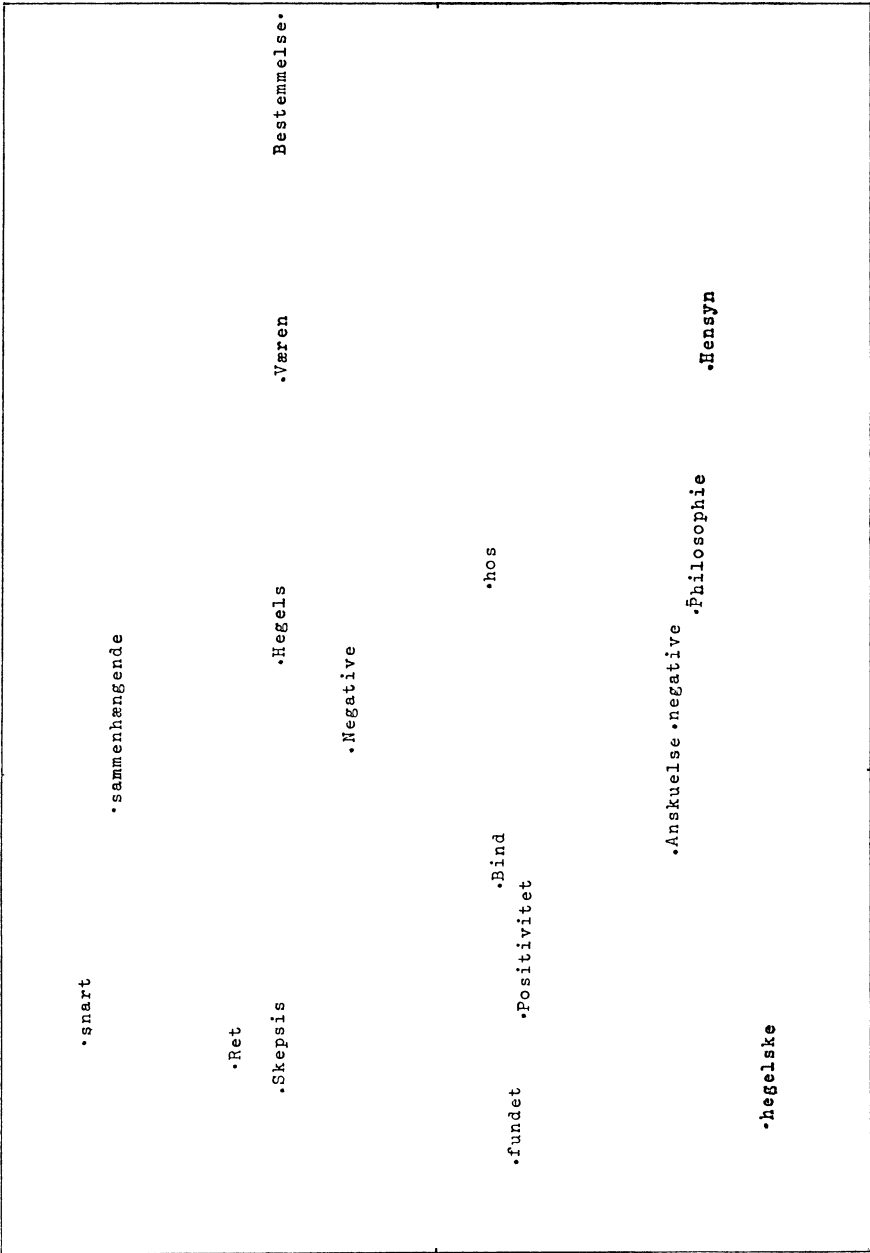 •snart
•sammenhængende
•Ret
•Skepsis •Hegels •Væren Bestemmelse•
•Negative
•hos
•Bind
•fundet
•Positivitet
•Anskuelse •negative
•Philosophie
•Hensyn
•hegelske